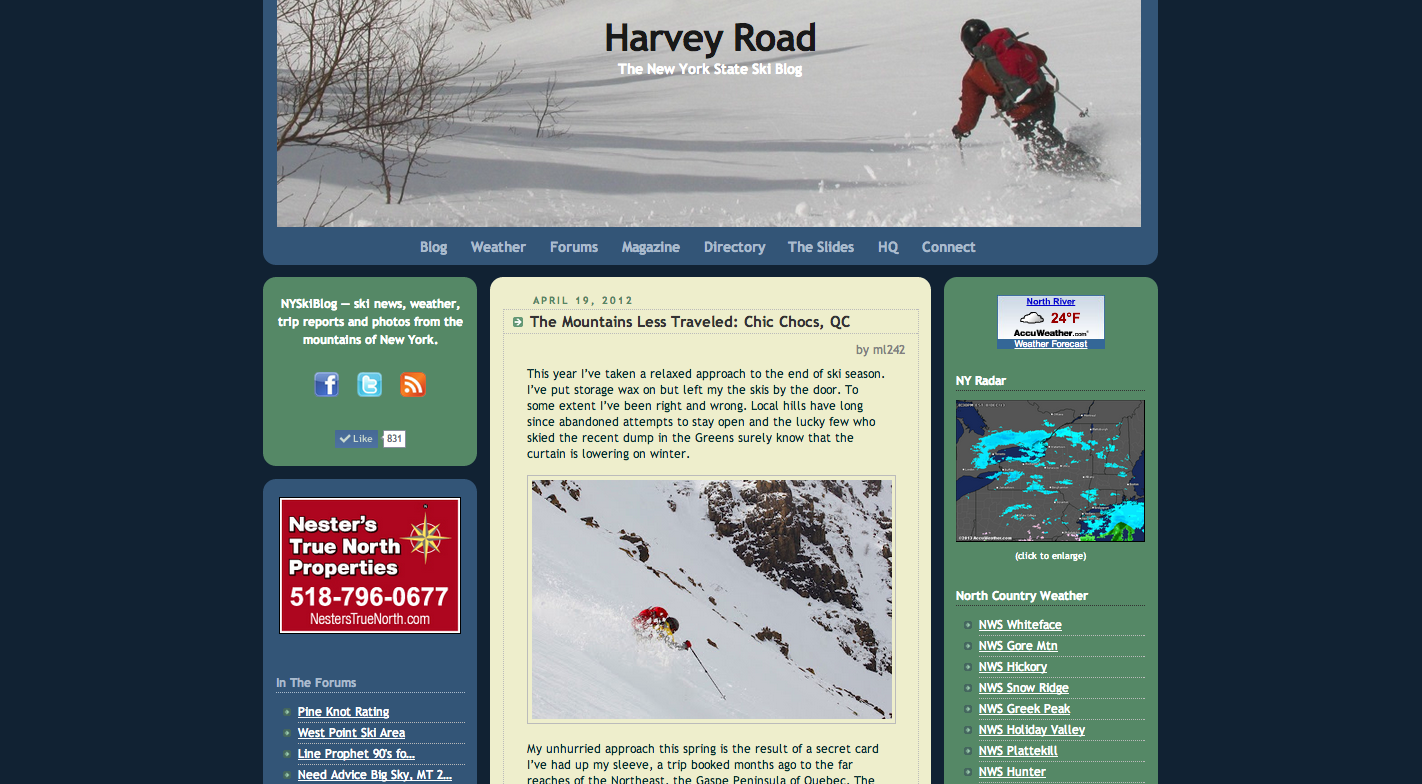 Harvey Road
The New York State Ski Blog
Blog Weather Forums Magazine Directory The Slides HQ Connect
NYSkiBlog — ski news, weather,
trip reports and photos from the
mountains of New York.
Like 831
Nester's
True North
Properties
518-796-0677
NestersTrueNorth.com
In The Forums
Pine Knot Rating
West Point Ski Area
Line Prophet 90's fo...
Need Advice Big Sky, MT 2...
APRIL 19, 2012
The Mountains Less Traveled: Chic Chocs, QC
by ml242
This year I've taken a relaxed approach to the end of ski season.
I've put storage wax on but left my the skis by the door. To
some extent I've been right and wrong. Local hills have long
since abandoned attempts to stay open and the lucky few who
skied the recent dump in the Greens surely know that the
curtain is lowering on winter.
My unhurried approach this spring is the result of a secret card
I've had up my sleeve, a trip booked months ago to the far
reaches of the Northeast, the Gaspe Peninsula of Quebec. The
North River
24°F
AccuWeather.com
Weather Forecast
NY Radar
(click to enlarge)
North Country Weather
NWS Whiteface
NWS Gore Mtn
NWS Hickory
NWS Snow Ridge
NWS Greek Peak
NWS Holiday Valley
NWS Plattekill
NWS Hunter